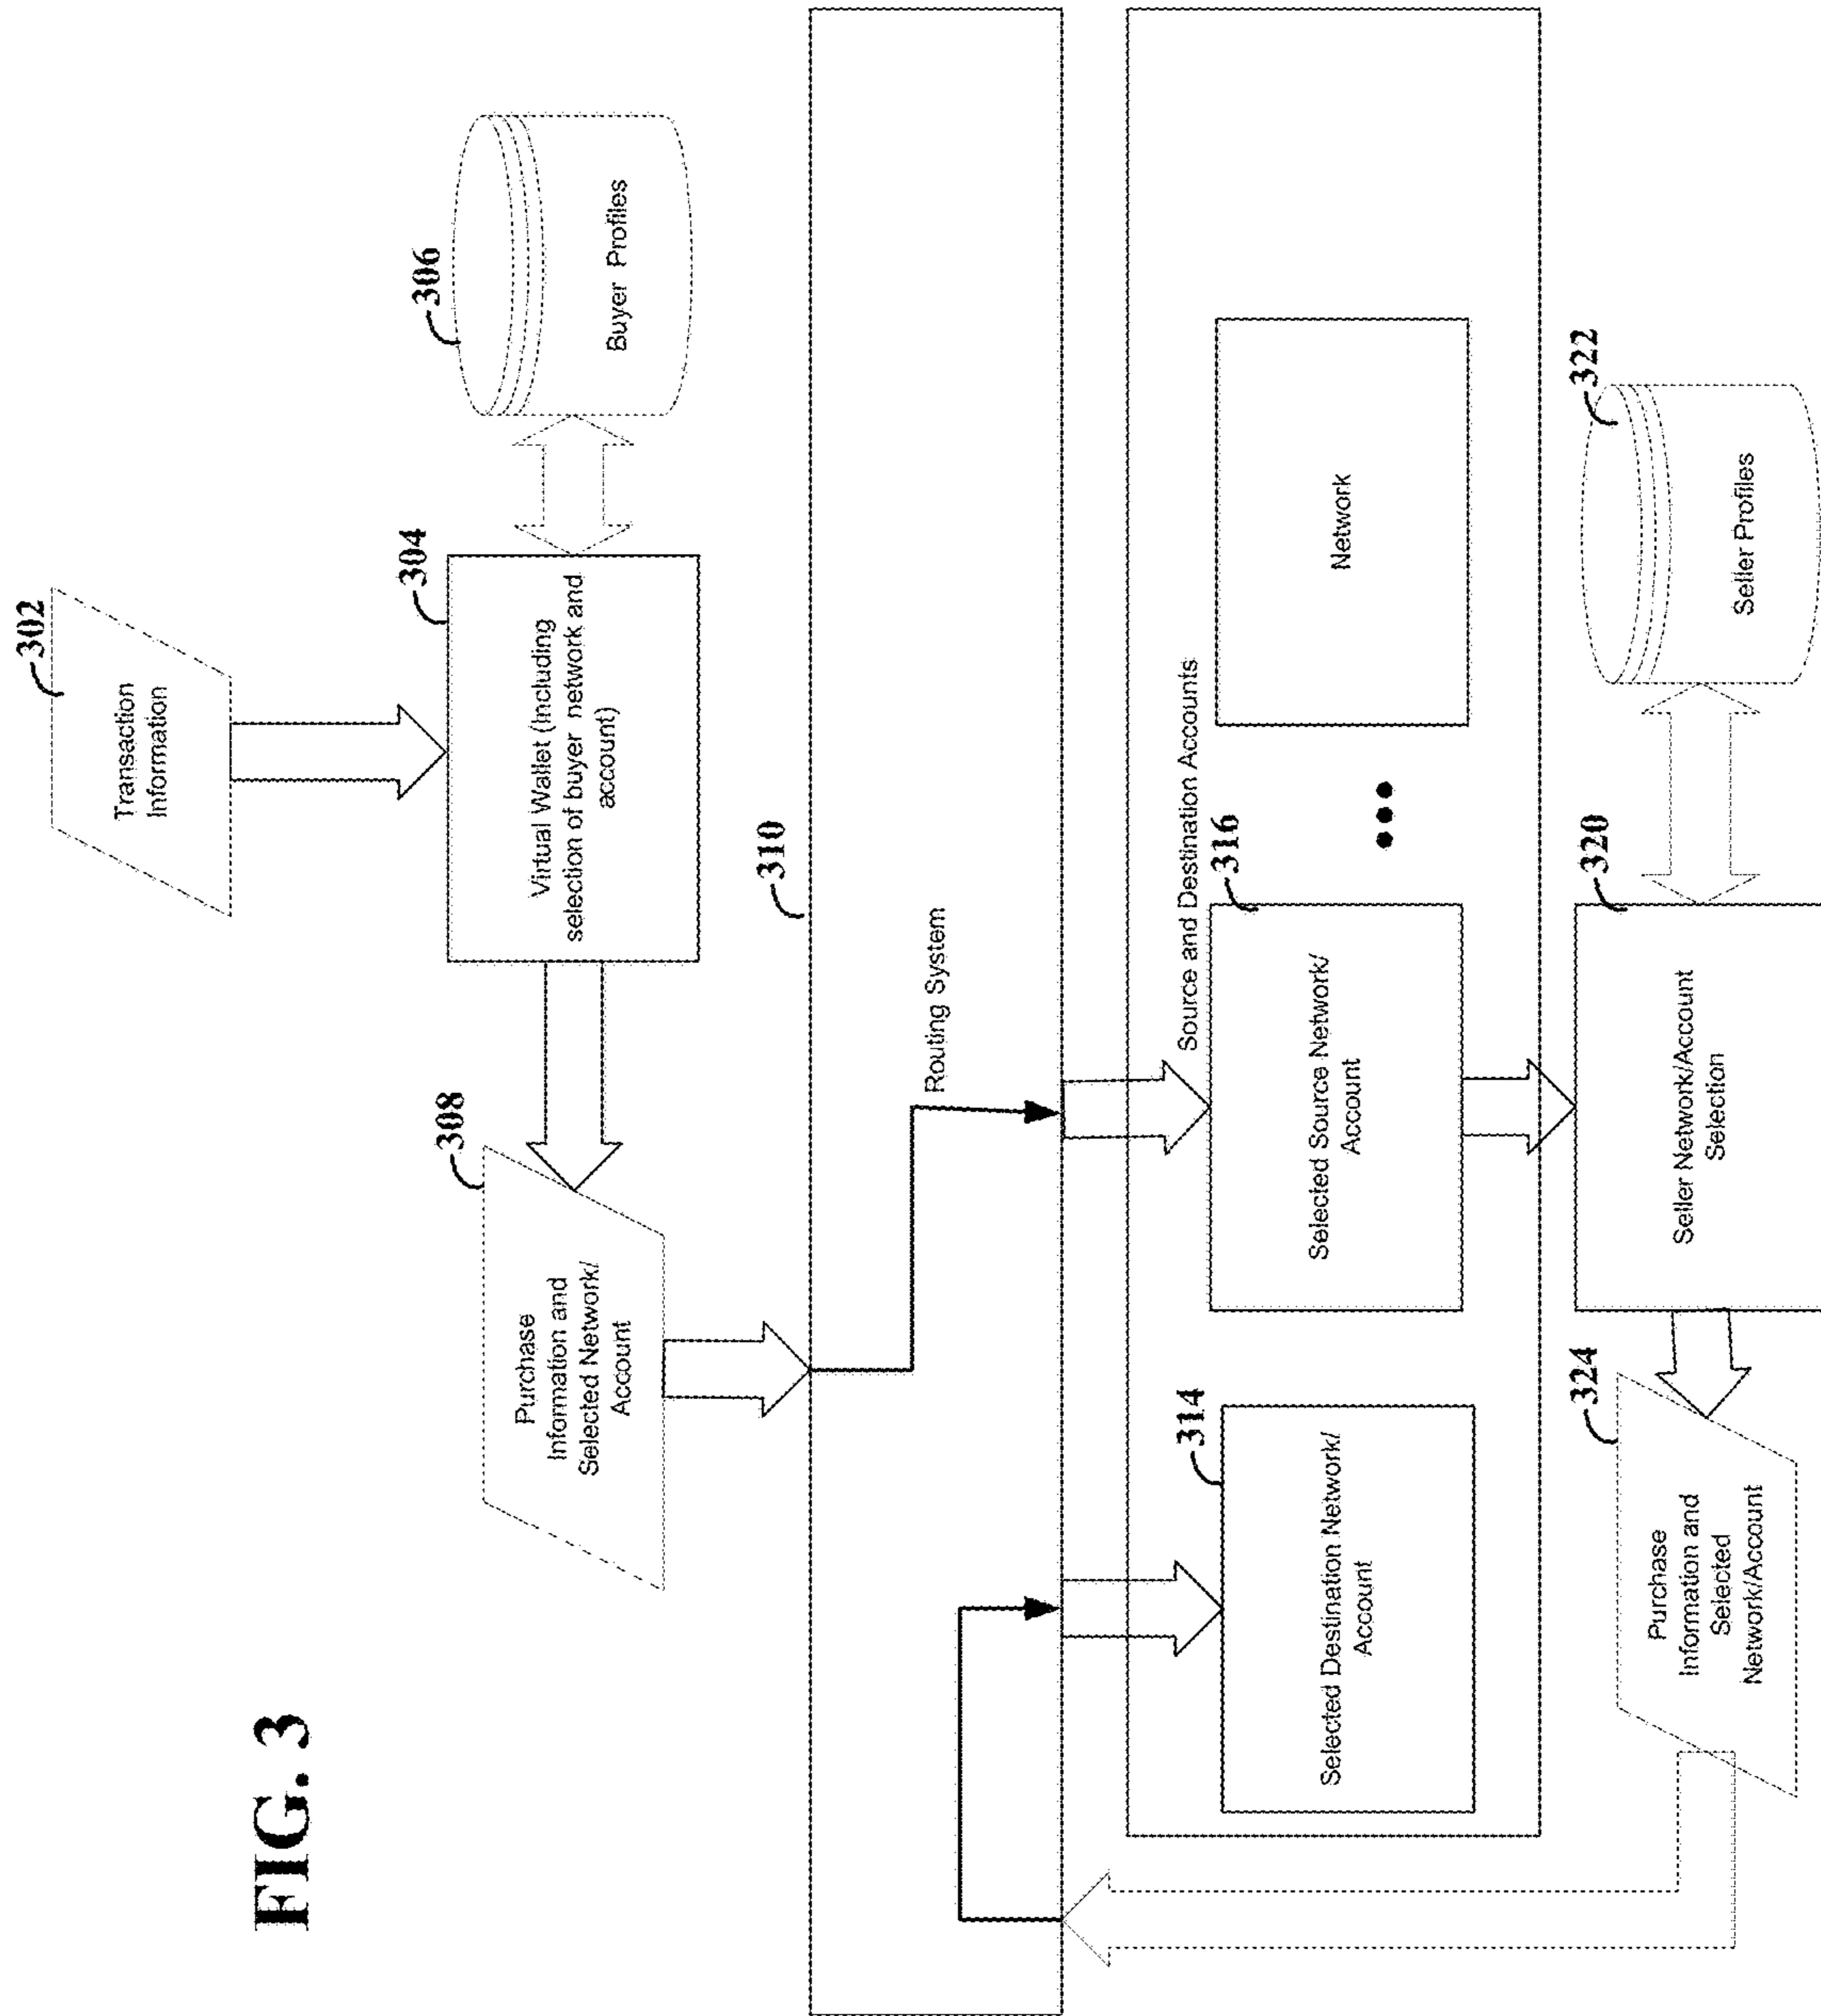 FIG. 3
302
Transaction
Information
304
Virtual Wallet (Including
selection of buyer network and
account)
306
Buyer Profiles
308
Purchase
Information and
Selected Network/
Account
310
Routing System
Source and Destination Accounts
314
Selected Destination Network/
Account
316
Selected Source Network/
Account
•••
Network
320
Seller Network/Account
Selection
322
Seller Profiles
324
Purchase
Information and
Selected
Network/Account